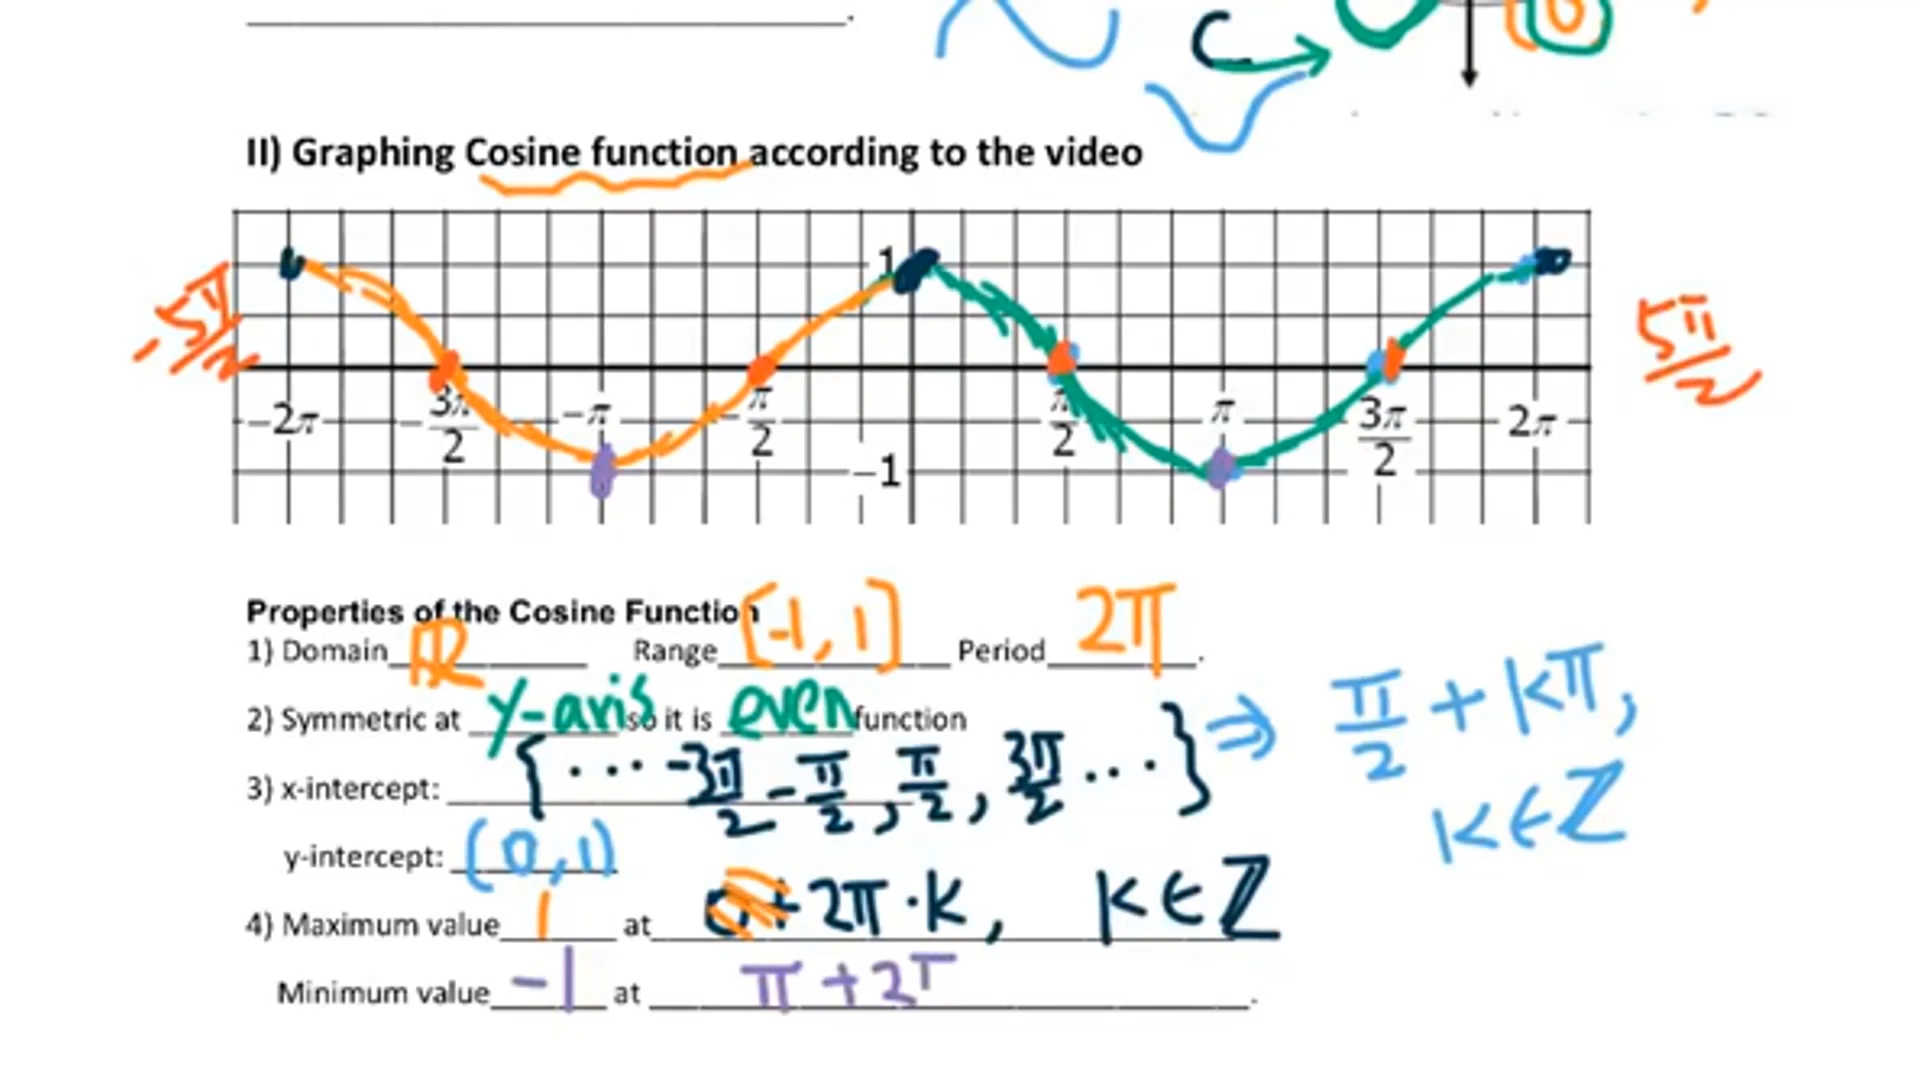 C
II) Graphing Cosine function according to the video
1
-5π/2
5π/2
-2π -3π/2 -π -π/2 π/2 π 3π/2 2π
-1
Properties of the Cosine Function
1) Domain ℝ Range [-1, 1] Period 2π.
2) Symmetric at y-axis so it is even function
3) x-intercept: {... -3π/2 -π/2, π/2, 3π/2 ...} ⇒ π/2 + kπ,
k∈ℤ
y-intercept: (0,1)
4) Maximum value 1 at 0+2π·k, k∈ℤ
Minimum value -1 at π+2π.